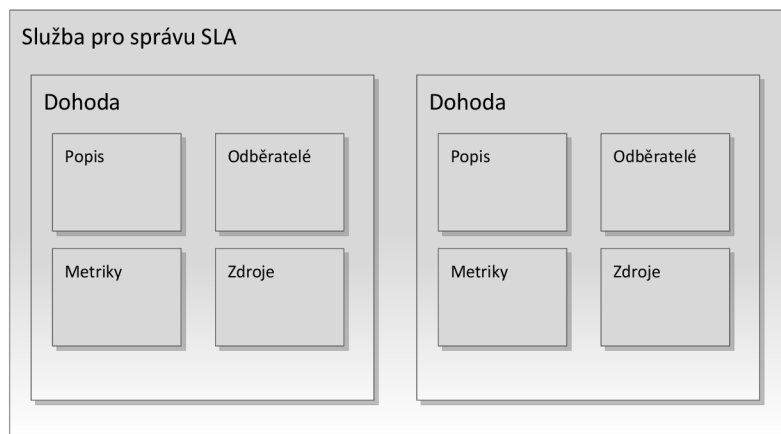 Služba pro správu SLA
Dohoda
Popis
Odběratelé
Metriky
Zdroje
Dohoda
Popis
Odběratelé
Metriky
Zdroje